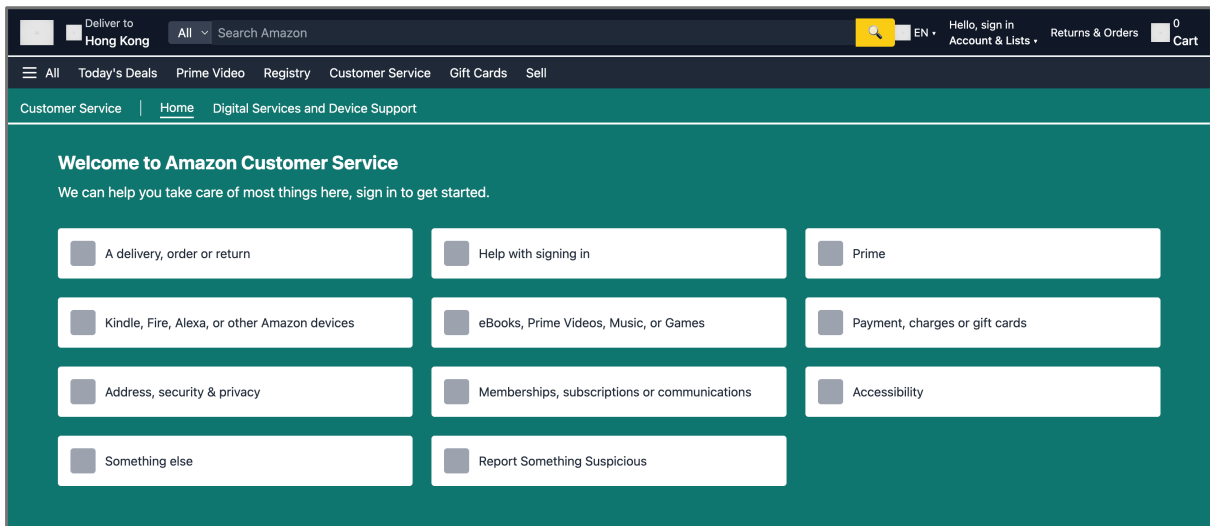 Deliver to
Hong Kong
All
Search Amazon
EN
Hello, sign in
Account & Lists
Returns & Orders
0
Cart
All
Today's Deals
Prime Video
Registry
Customer Service
Gift Cards
Sell
Customer Service
Home
Digital Services and Device Support
Welcome to Amazon Customer Service
We can help you take care of most things here, sign in to get started.
A delivery, order or return
Help with signing in
Prime
Kindle, Fire, Alexa, or other Amazon devices
eBooks, Prime Videos, Music, or Games
Payment, charges or gift cards
Address, security & privacy
Memberships, subscriptions or communications
Accessibility
Something else
Report Something Suspicious